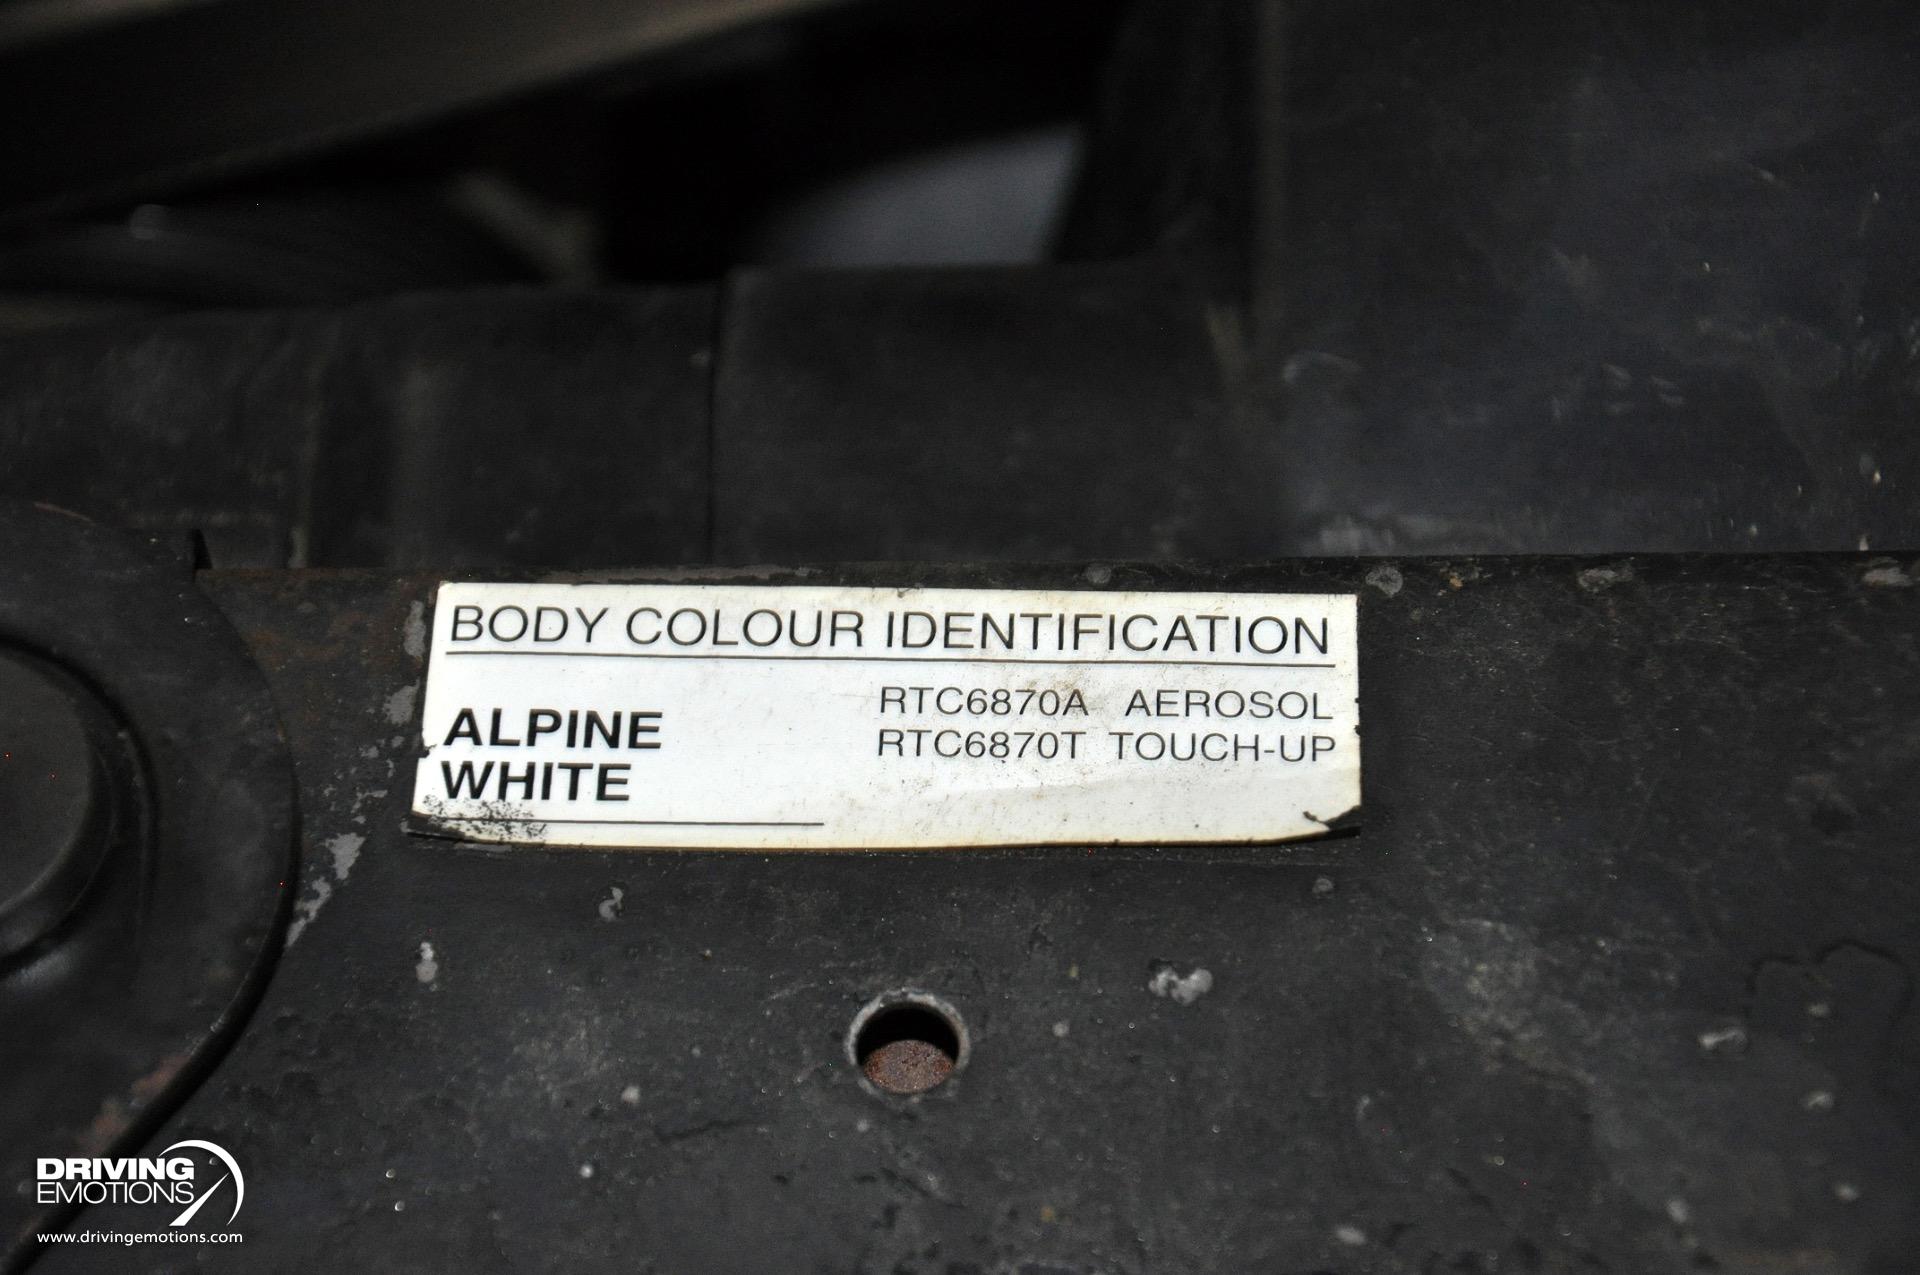 BODY COLOUR IDENTIFICATION
ALPINE
WHITE
RTC6870A AEROSOL
RTC6870T TOUCH-UP
DRIVING
EMOTIONS
www.drivingemotions.com